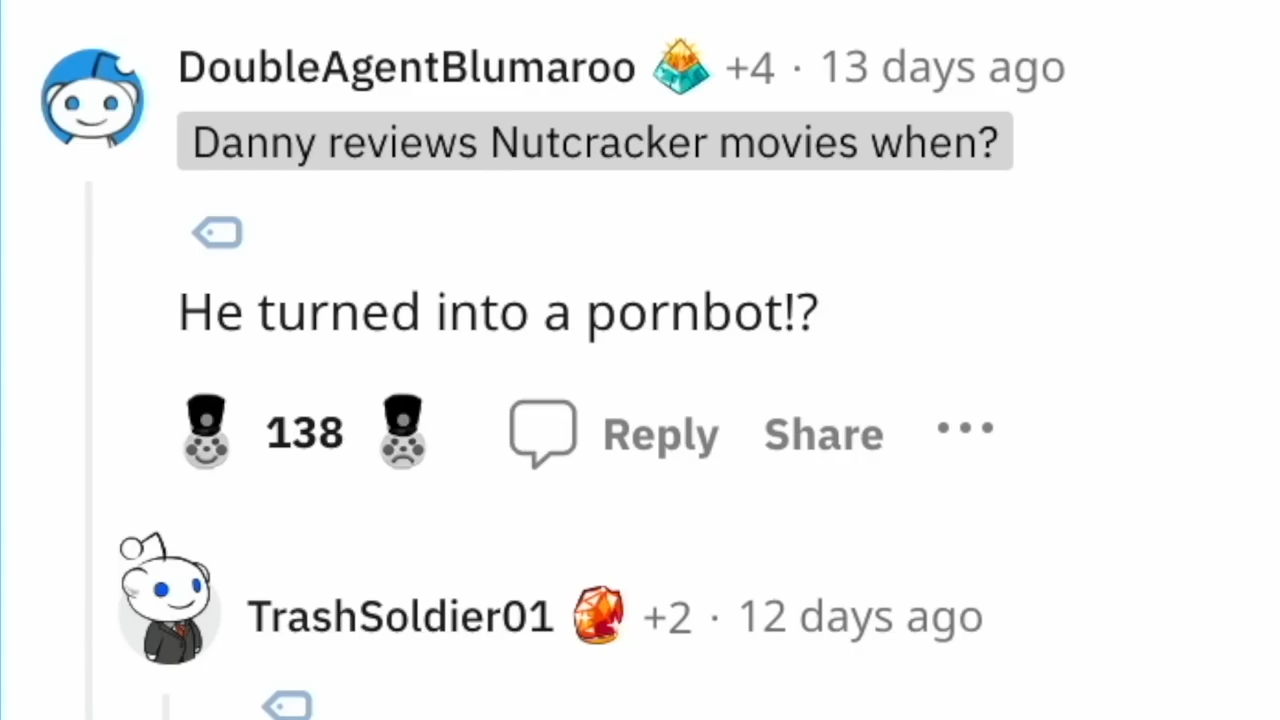 DoubleAgentBlumaroo +4 · 13 days ago
Danny reviews Nutcracker movies when?
He turned into a pornbot!?
138 Reply Share •••
TrashSoldier01 +2 · 12 days ago